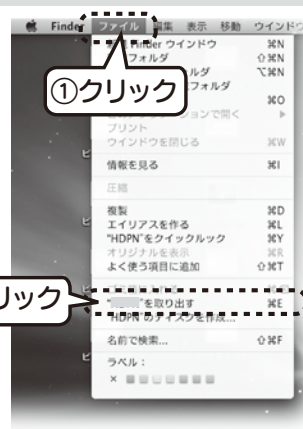 Finder ファイル 編集 表示 移動 ウインドウ
Finder ウインドウ ⌘N
フォルダ ⇧⌘N
ルダ ⌥⌘N
フォルダ
①クリック
⌘O
ションで開く ▶
プリント
ウインドウを閉じる ⌘W
情報を見る ⌘I
圧縮
複製 ⌘D
エイリアスを作る ⌘L
"HDPN"をクイックルック ⌘Y
オリジナルを表示 ⌘R
よく使う項目に追加 ⇧⌘T
リック
"を取り出す ⌘E
"HDPN"のディスクを作成...
名前で検索... ⇧⌘F
ラベル：
×